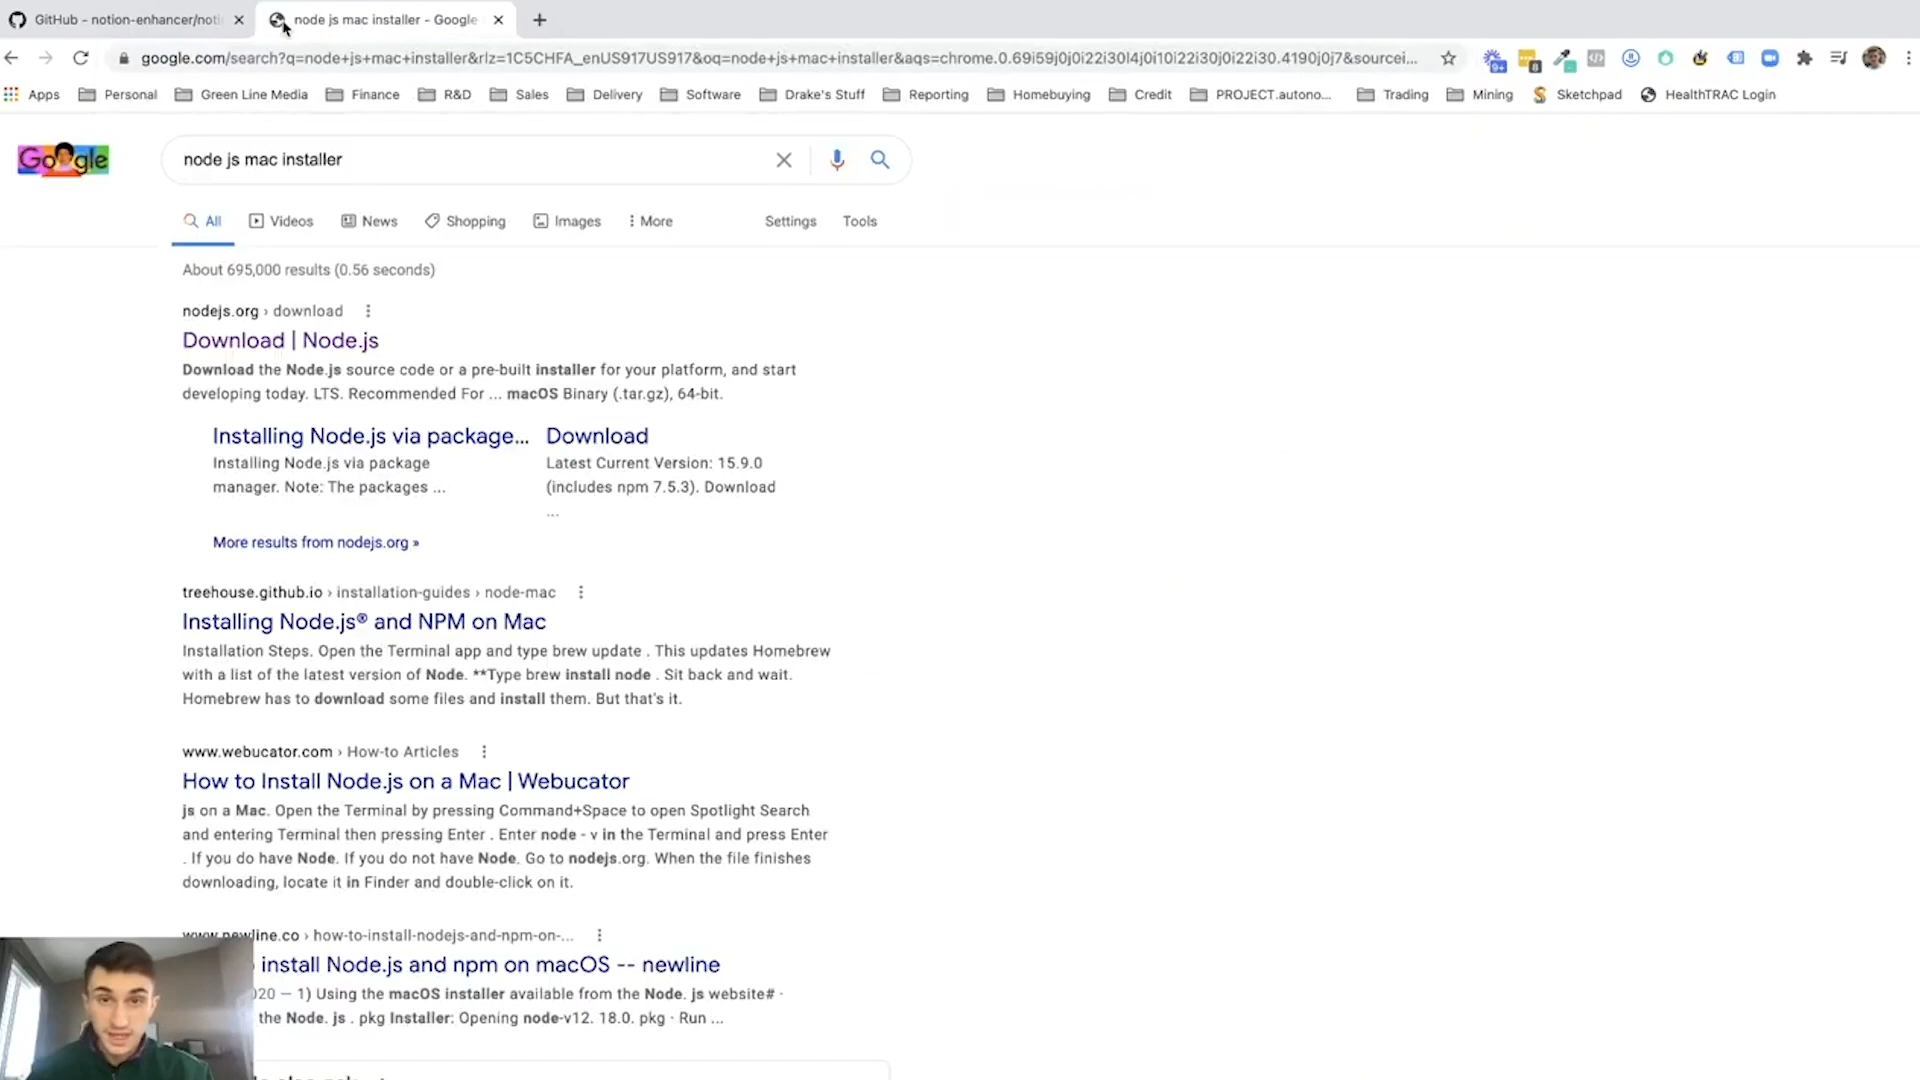 GitHub - notion-enhancer/noti
node js mac installer - Google
google.com/search?q=node+js+mac+installer&rlz=1C5CHFA_enUS917US917&oq=node+js+mac+installer&aqs=chrome.0.69i59j0j0i22i30l4j0i10i22i30j0i22i30.4190j0j7&sourcei...
9+
8
Apps Personal Green Line Media Finance R&D Sales Delivery Software Drake's Stuff Reporting Homebuying Credit PROJECT.autono... Trading Mining Sketchpad HealthTRAC Login
Google
node js mac installer
All Videos News Shopping Images More Settings Tools
About 695,000 results (0.56 seconds)
nodejs.org › download
Download | Node.js
Download the Node.js source code or a pre-built installer for your platform, and start
developing today. LTS. Recommended For ... macOS Binary (.tar.gz), 64-bit.
Installing Node.js via package...
Installing Node.js via package
manager. Note: The packages ...
Download
Latest Current Version: 15.9.0
(includes npm 7.5.3). Download
...
More results from nodejs.org »
treehouse.github.io › installation-guides › node-mac
Installing Node.js® and NPM on Mac
Installation Steps. Open the Terminal app and type brew update . This updates Homebrew
with a list of the latest version of Node. **Type brew install node . Sit back and wait.
Homebrew has to download some files and install them. But that's it.
www.webucator.com › How-to Articles
How to Install Node.js on a Mac | Webucator
js on a Mac. Open the Terminal by pressing Command+Space to open Spotlight Search
and entering Terminal then pressing Enter . Enter node - v in the Terminal and press Enter
. If you do have Node. If you do not have Node. Go to nodejs.org. When the file finishes
downloading, locate it in Finder and double-click on it.
www.newline.co › how-to-install-nodejs-and-npm-on-...
install Node.js and npm on macOS -- newline
020 — 1) Using the macOS installer available from the Node. js website# ·
the Node. js . pkg Installer: Opening node-v12. 18.0. pkg · Run ...